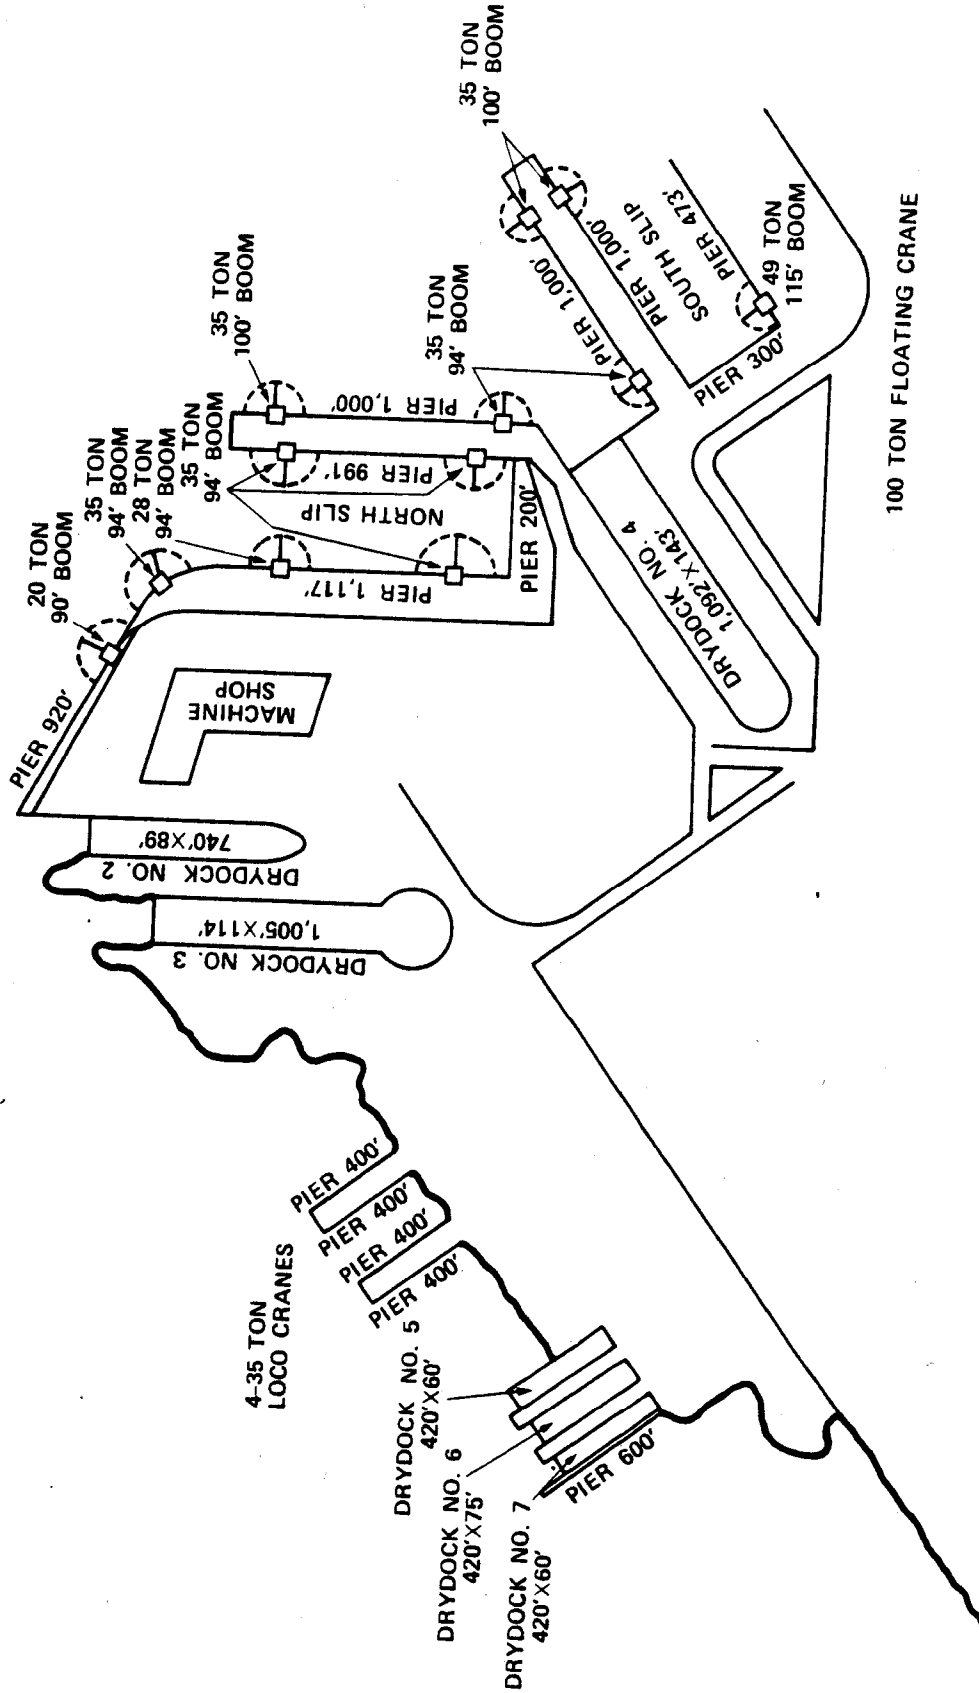 20 TON
90' BOOM
35 TON
94' BOOM
28 TON
94' BOOM
35 TON
94' BOOM
35 TON
100' BOOM
35 TON
94' BOOM
35 TON
100' BOOM
PIER 920'
PIER 1,117'
NORTH SLIP
PIER 991'
PIER 1,000'
PIER 200'
PIER 1,000'
PIER 1,000'
SOUTH SLIP
PIER 473'
49 TON
115' BOOM
PIER 300'
MACHINE
SHOP
DRYDOCK NO. 4
1,092'X143'
740'X89'
DRYDOCK NO. 2
1,005'X114'
DRYDOCK NO. 3
100 TON FLOATING CRANE
PIER 400'
PIER 400'
PIER 400'
PIER 400'
4-35 TON
LOCO CRANES
DRYDOCK NO. 5
420'X60'
DRYDOCK NO. 6
420'X75'
DRYDOCK NO. 7
420'X60'
PIER 600'